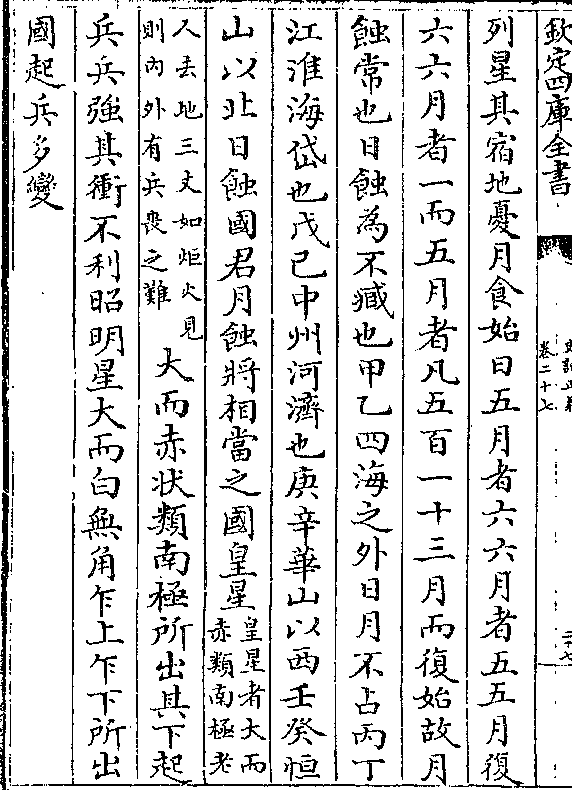 欽定四庫全書
史記正義
卷二十七
列星其宿地憂月食始日五月者六六月者五五月復
六六月者一而五月者凡五百一十三月而復始故月
蝕常也日蝕為不臧也甲乙四海之外日月不占丙丁
江淮海岱也戊己中州河濟也庚辛華山以西壬癸恒
山以北日蝕國君月蝕將相當之國皇星
皇星者大而
赤類南極老
人去地三丈如炬火見
則內外有兵喪之難
大而赤狀類南極所出其下起
兵兵強其衝不利昭明星大而白無角乍上乍下所出
國起兵多變